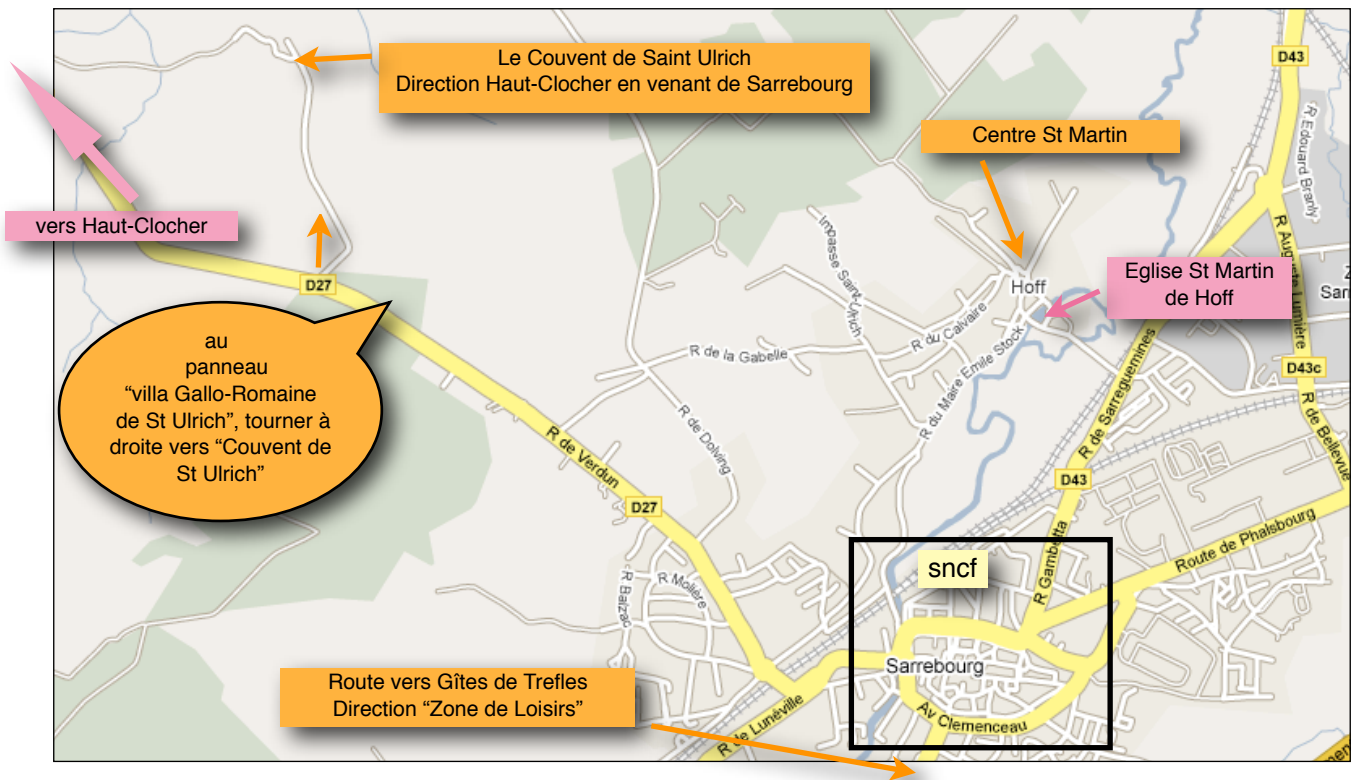 Le Couvent de Saint Ulrich
Direction Haut-Clocher en venant de Sarrebourg
D43
R Edouard Branly
Centre St Martin
vers Haut-Clocher
Impasse Saint-Ulrich
R Auguste Lumière
Eglise St Martin
de Hoff
Hoff
Z
Sarr
D27
au
panneau
“villa Gallo-Romaine
de St Ulrich”, tourner à
droite vers “Couvent de
St Ulrich”
R de la Gabelle
R du Calvaire
R du Maire Emile Stock
R de Sarreguemines
D43c
R de Bellevue
R de Dolving
R de Verdun
D27
D43
R Gambetta
Route de Phalsbourg
sncf
R Balzac
R Molière
Sarrebourg
Route vers Gîtes de Trefles
Direction “Zone de Loisirs”
R de Lunéville
Av Clemenceau